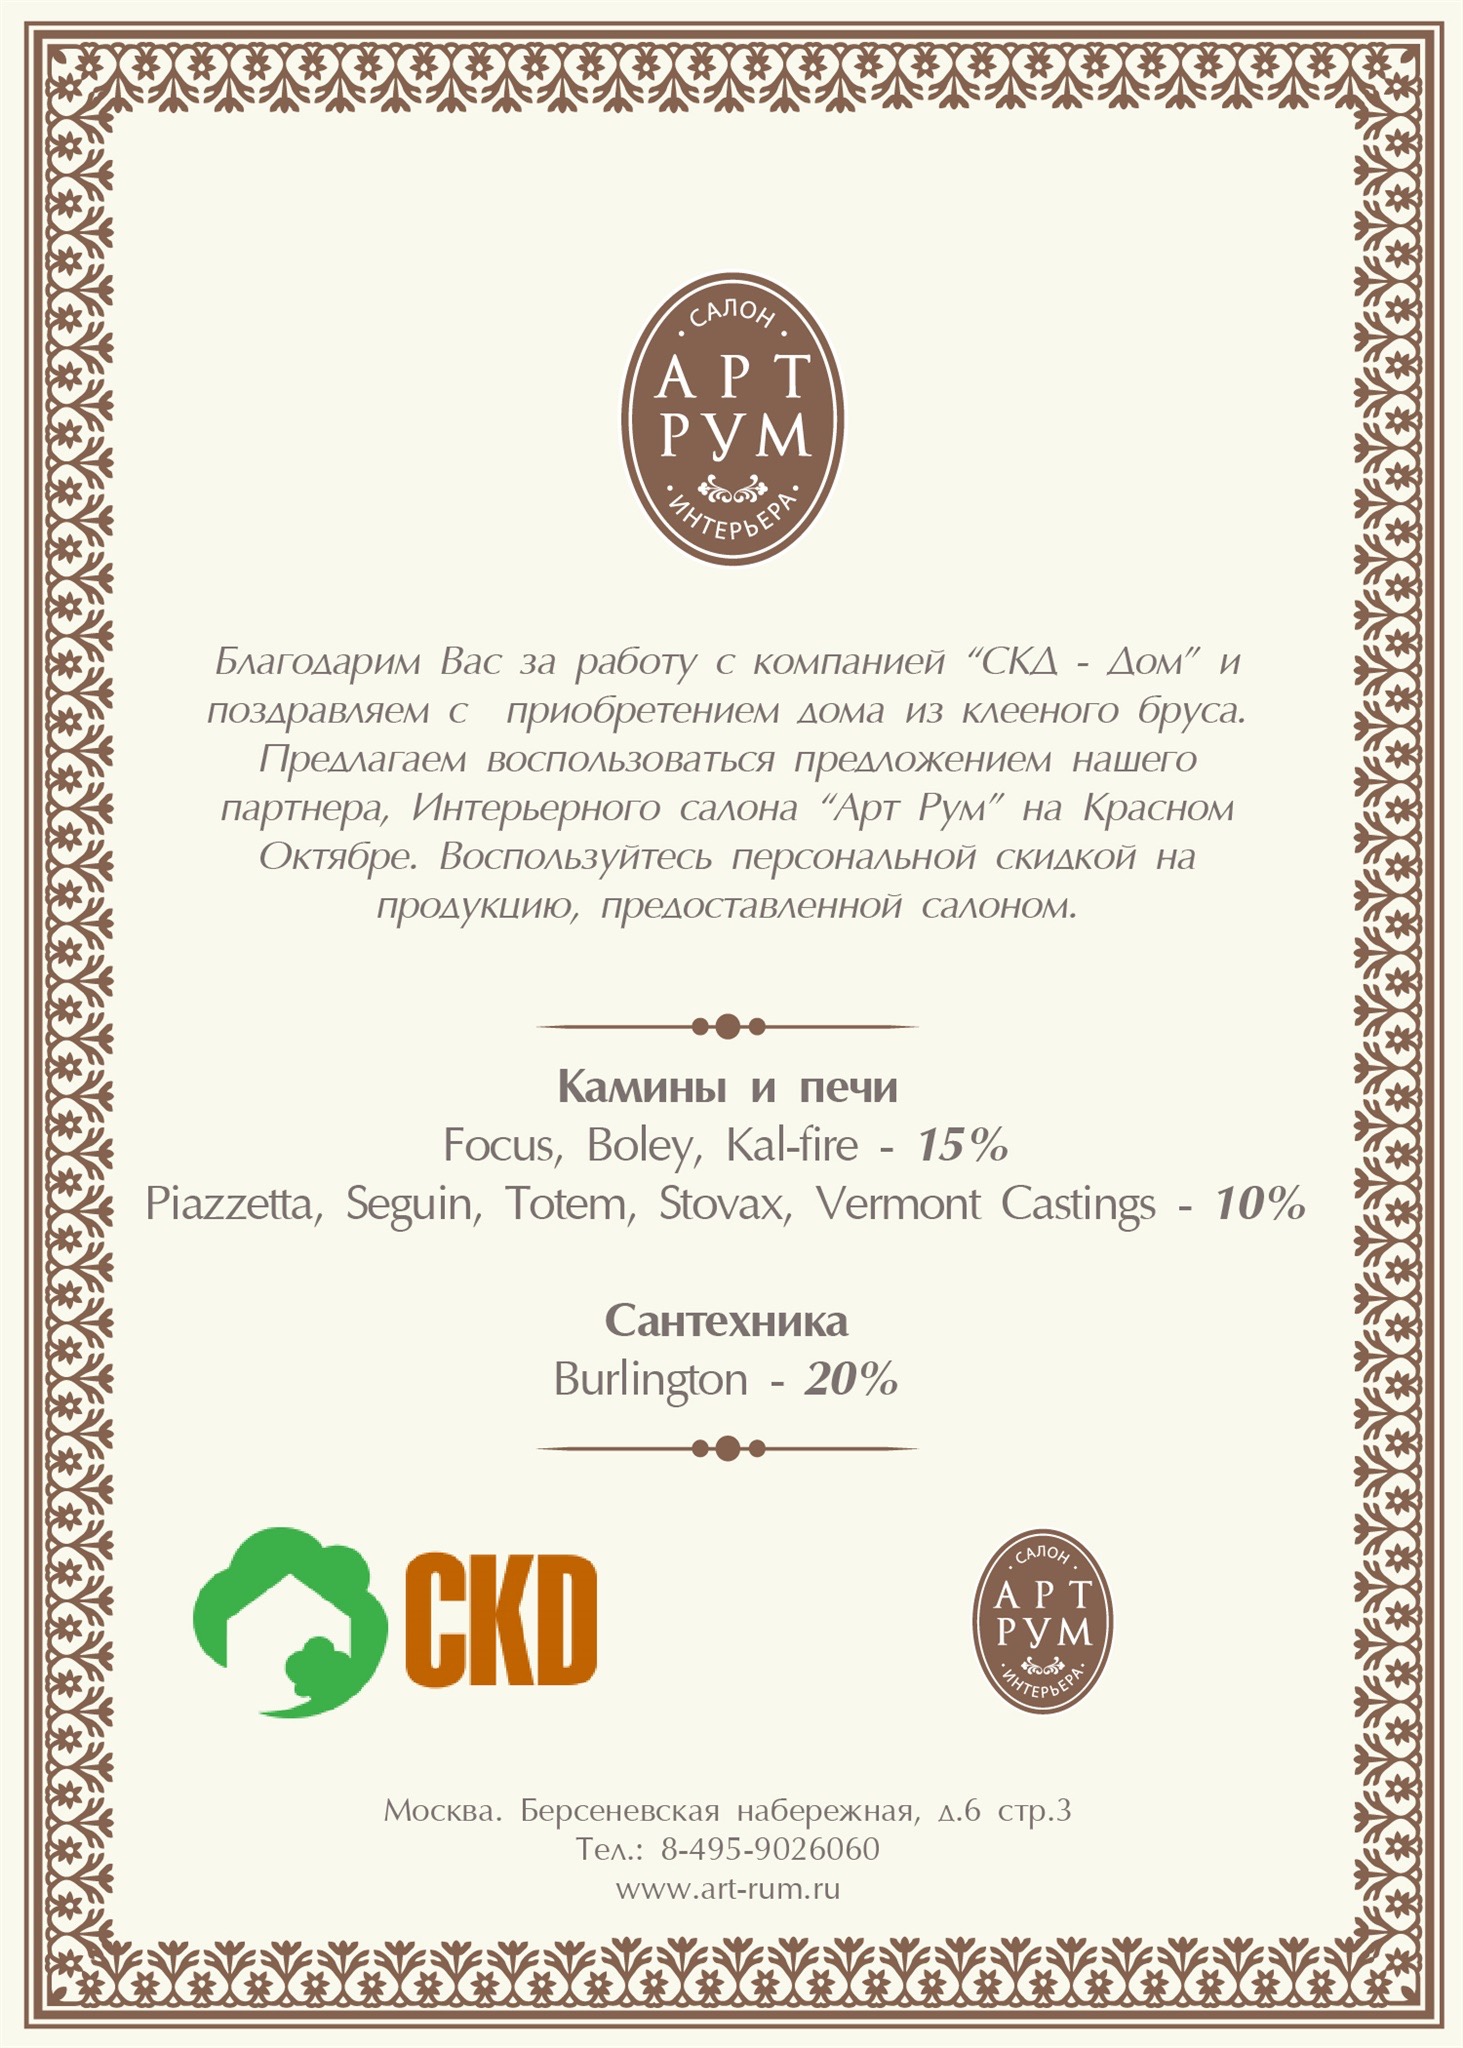 САЛОН
АРТ
РУМ
ИНТЕРЬЕРА
Благодарим Вас за работу с компанией “СКД - Дом” и
поздравляем с приобретением дома из клееного бруса.
Предлагаем воспользоваться предложением нашего
партнера, Интерьерного салона “Арт Рум” на Красном
Октябре. Воспользуйтесь персональной скидкой на
продукцию, предоставленной салоном.
Камины и печи
Focus, Boley, Kal-fire - 15%
Piazzetta, Seguin, Totem, Stovax, Vermont Castings - 10%
Сантехника
Burlington - 20%
CKD
САЛОН
АРТ
РУМ
ИНТЕРЬЕРА
Москва. Берсеневская набережная, д.6 стр.3
Тел.: 8-495-9026060
www.art-rum.ru